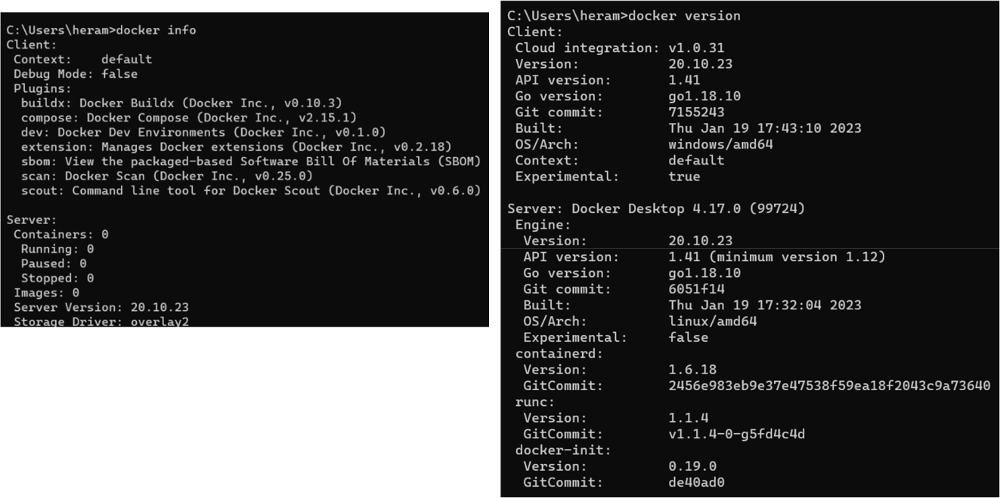 C:\Users\heram>docker info
Client:
 Context:    default
 Debug Mode: false
 Plugins:
  buildx: Docker Buildx (Docker Inc., v0.10.3)
  compose: Docker Compose (Docker Inc., v2.15.1)
  dev: Docker Dev Environments (Docker Inc., v0.1.0)
  extension: Manages Docker extensions (Docker Inc., v0.2.18)
  sbom: View the packaged-based Software Bill Of Materials (SBOM)
  scan: Docker Scan (Docker Inc., v0.25.0)
  scout: Command line tool for Docker Scout (Docker Inc., v0.6.0)

Server:
 Containers: 0
  Running: 0
  Paused: 0
  Stopped: 0
 Images: 0
 Server Version: 20.10.23
 Storage Driver: overlay2
C:\Users\heram>docker version
Client:
 Cloud integration: v1.0.31
 Version:           20.10.23
 API version:       1.41
 Go version:        go1.18.10
 Git commit:        7155243
 Built:             Thu Jan 19 17:43:10 2023
 OS/Arch:           windows/amd64
 Context:           default
 Experimental:      true

Server: Docker Desktop 4.17.0 (99724)
 Engine:
  Version:          20.10.23
  API version:      1.41 (minimum version 1.12)
  Go version:       go1.18.10
  Git commit:       6051f14
  Built:            Thu Jan 19 17:32:04 2023
  OS/Arch:          linux/amd64
  Experimental:     false
 containerd:
  Version:          1.6.18
  GitCommit:        2456e983eb9e37e47538f59ea18f2043c9a73640
 runc:
  Version:          1.1.4
  GitCommit:        v1.1.4-0-g5fd4c4d
 docker-init:
  Version:          0.19.0
  GitCommit:        de40ad0